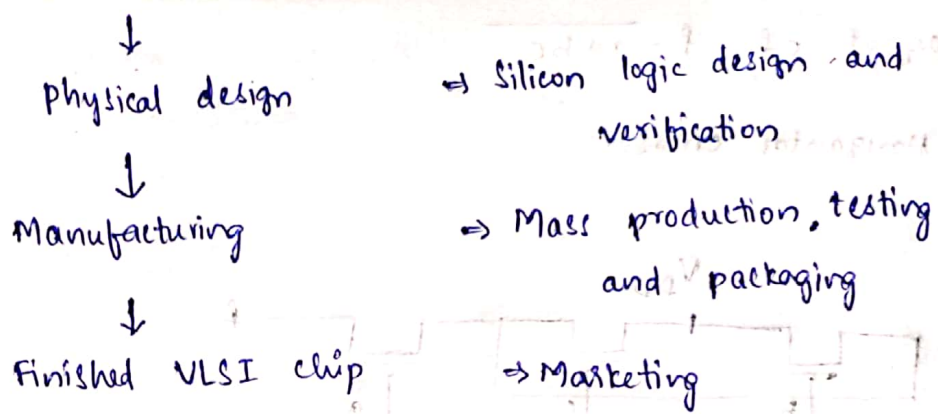 ↓
Physical design ⇒ Silicon logic design and
verification
↓
Manufacturing ⇒ Mass production, testing
and packaging
↓
Finished VLSI chip ⇒ Marketing